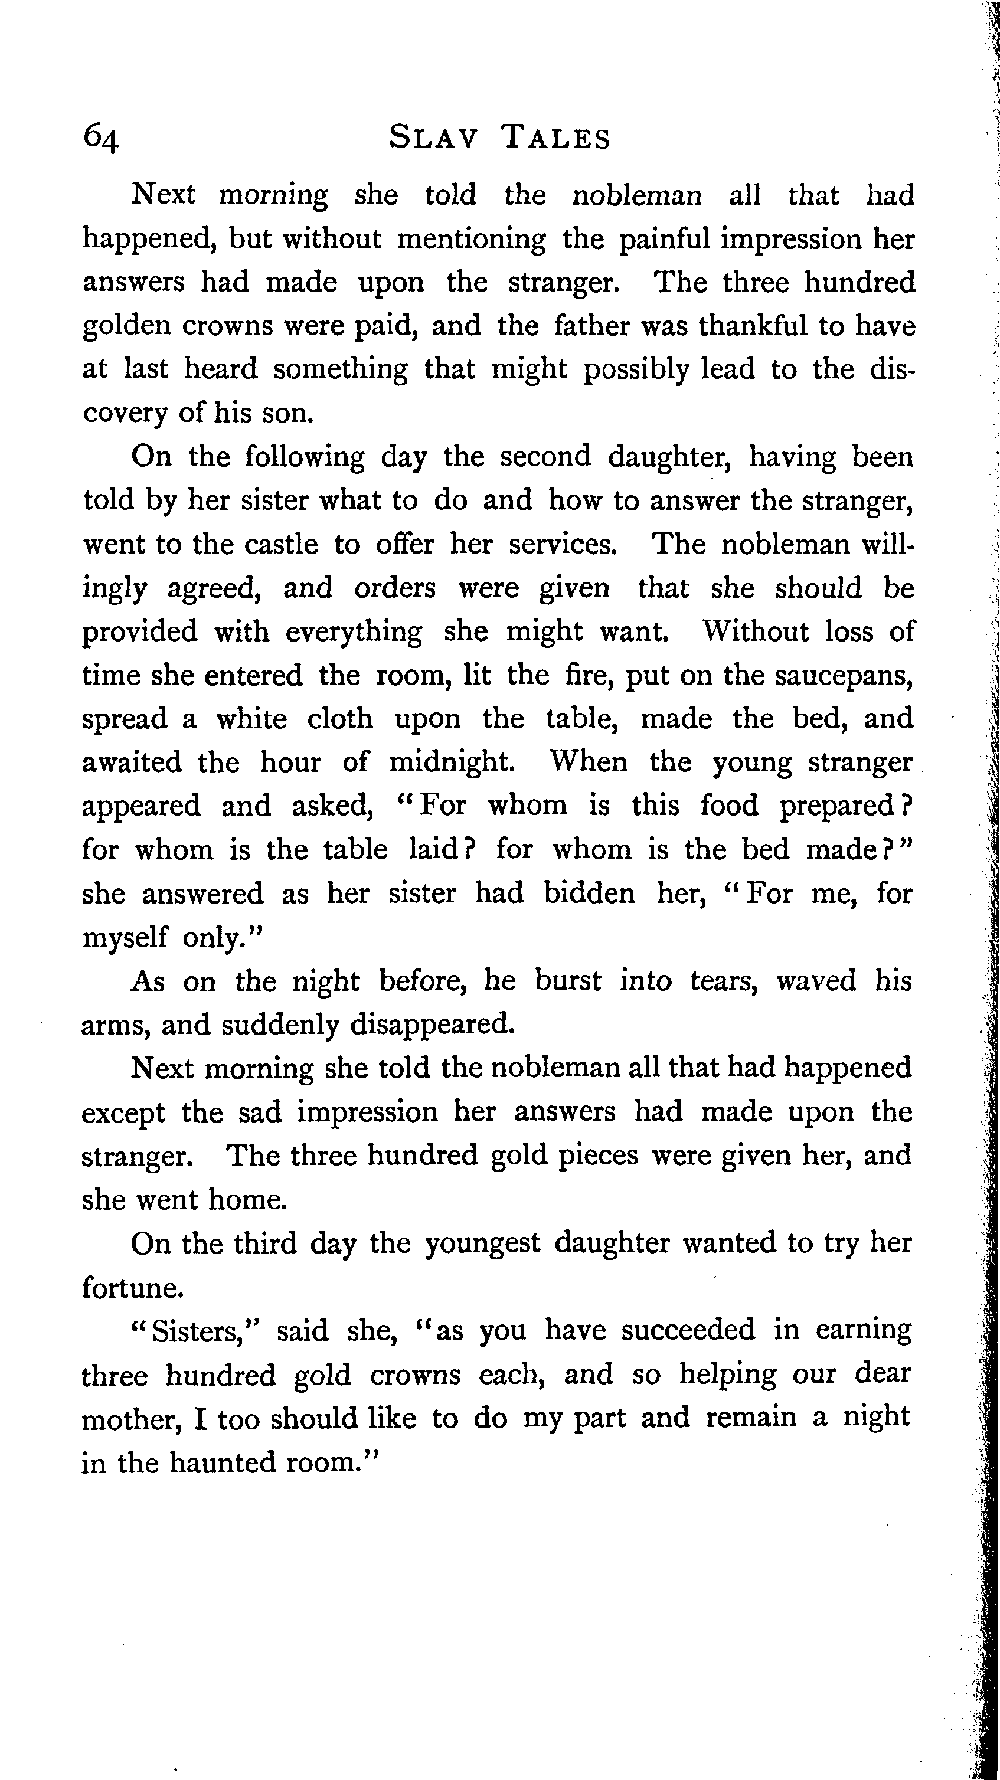 64 SLAV TALES
Next morning she told the nobleman all that had
happened, but without mentioning the painful impression her
answers had made upon the stranger. The three hundred
golden crowns were paid, and the father was thankful to have
at last heard something that might possibly lead to the dis-
covery of his son.
On the following day the second daughter, having been
told by her sister what to do and how to answer the stranger,
went to the castle to offer her services. The nobleman will-
ingly agreed, and orders were given that she should be
provided with everything she might want. Without loss of
time she entered the room, lit the fire, put on the saucepans,
spread a white cloth upon the table, made the bed, and
awaited the hour of midnight. When the young stranger
appeared and asked, "For whom is this food prepared?
for whom is the table laid? for whom is the bed made?"
she answered as her sister had bidden her, "For me, for
myself only."
As on the night before, he burst into tears, waved his
arms, and suddenly disappeared.
Next morning she told the nobleman all that had happened
except the sad impression her answers had made upon the
stranger. The three hundred gold pieces were given her, and
she went home.
On the third day the youngest daughter wanted to try her
fortune.
"Sisters," said she, "as you have succeeded in earning
three hundred gold crowns each, and so helping our dear
mother, I too should like to do my part and remain a night
in the haunted room."